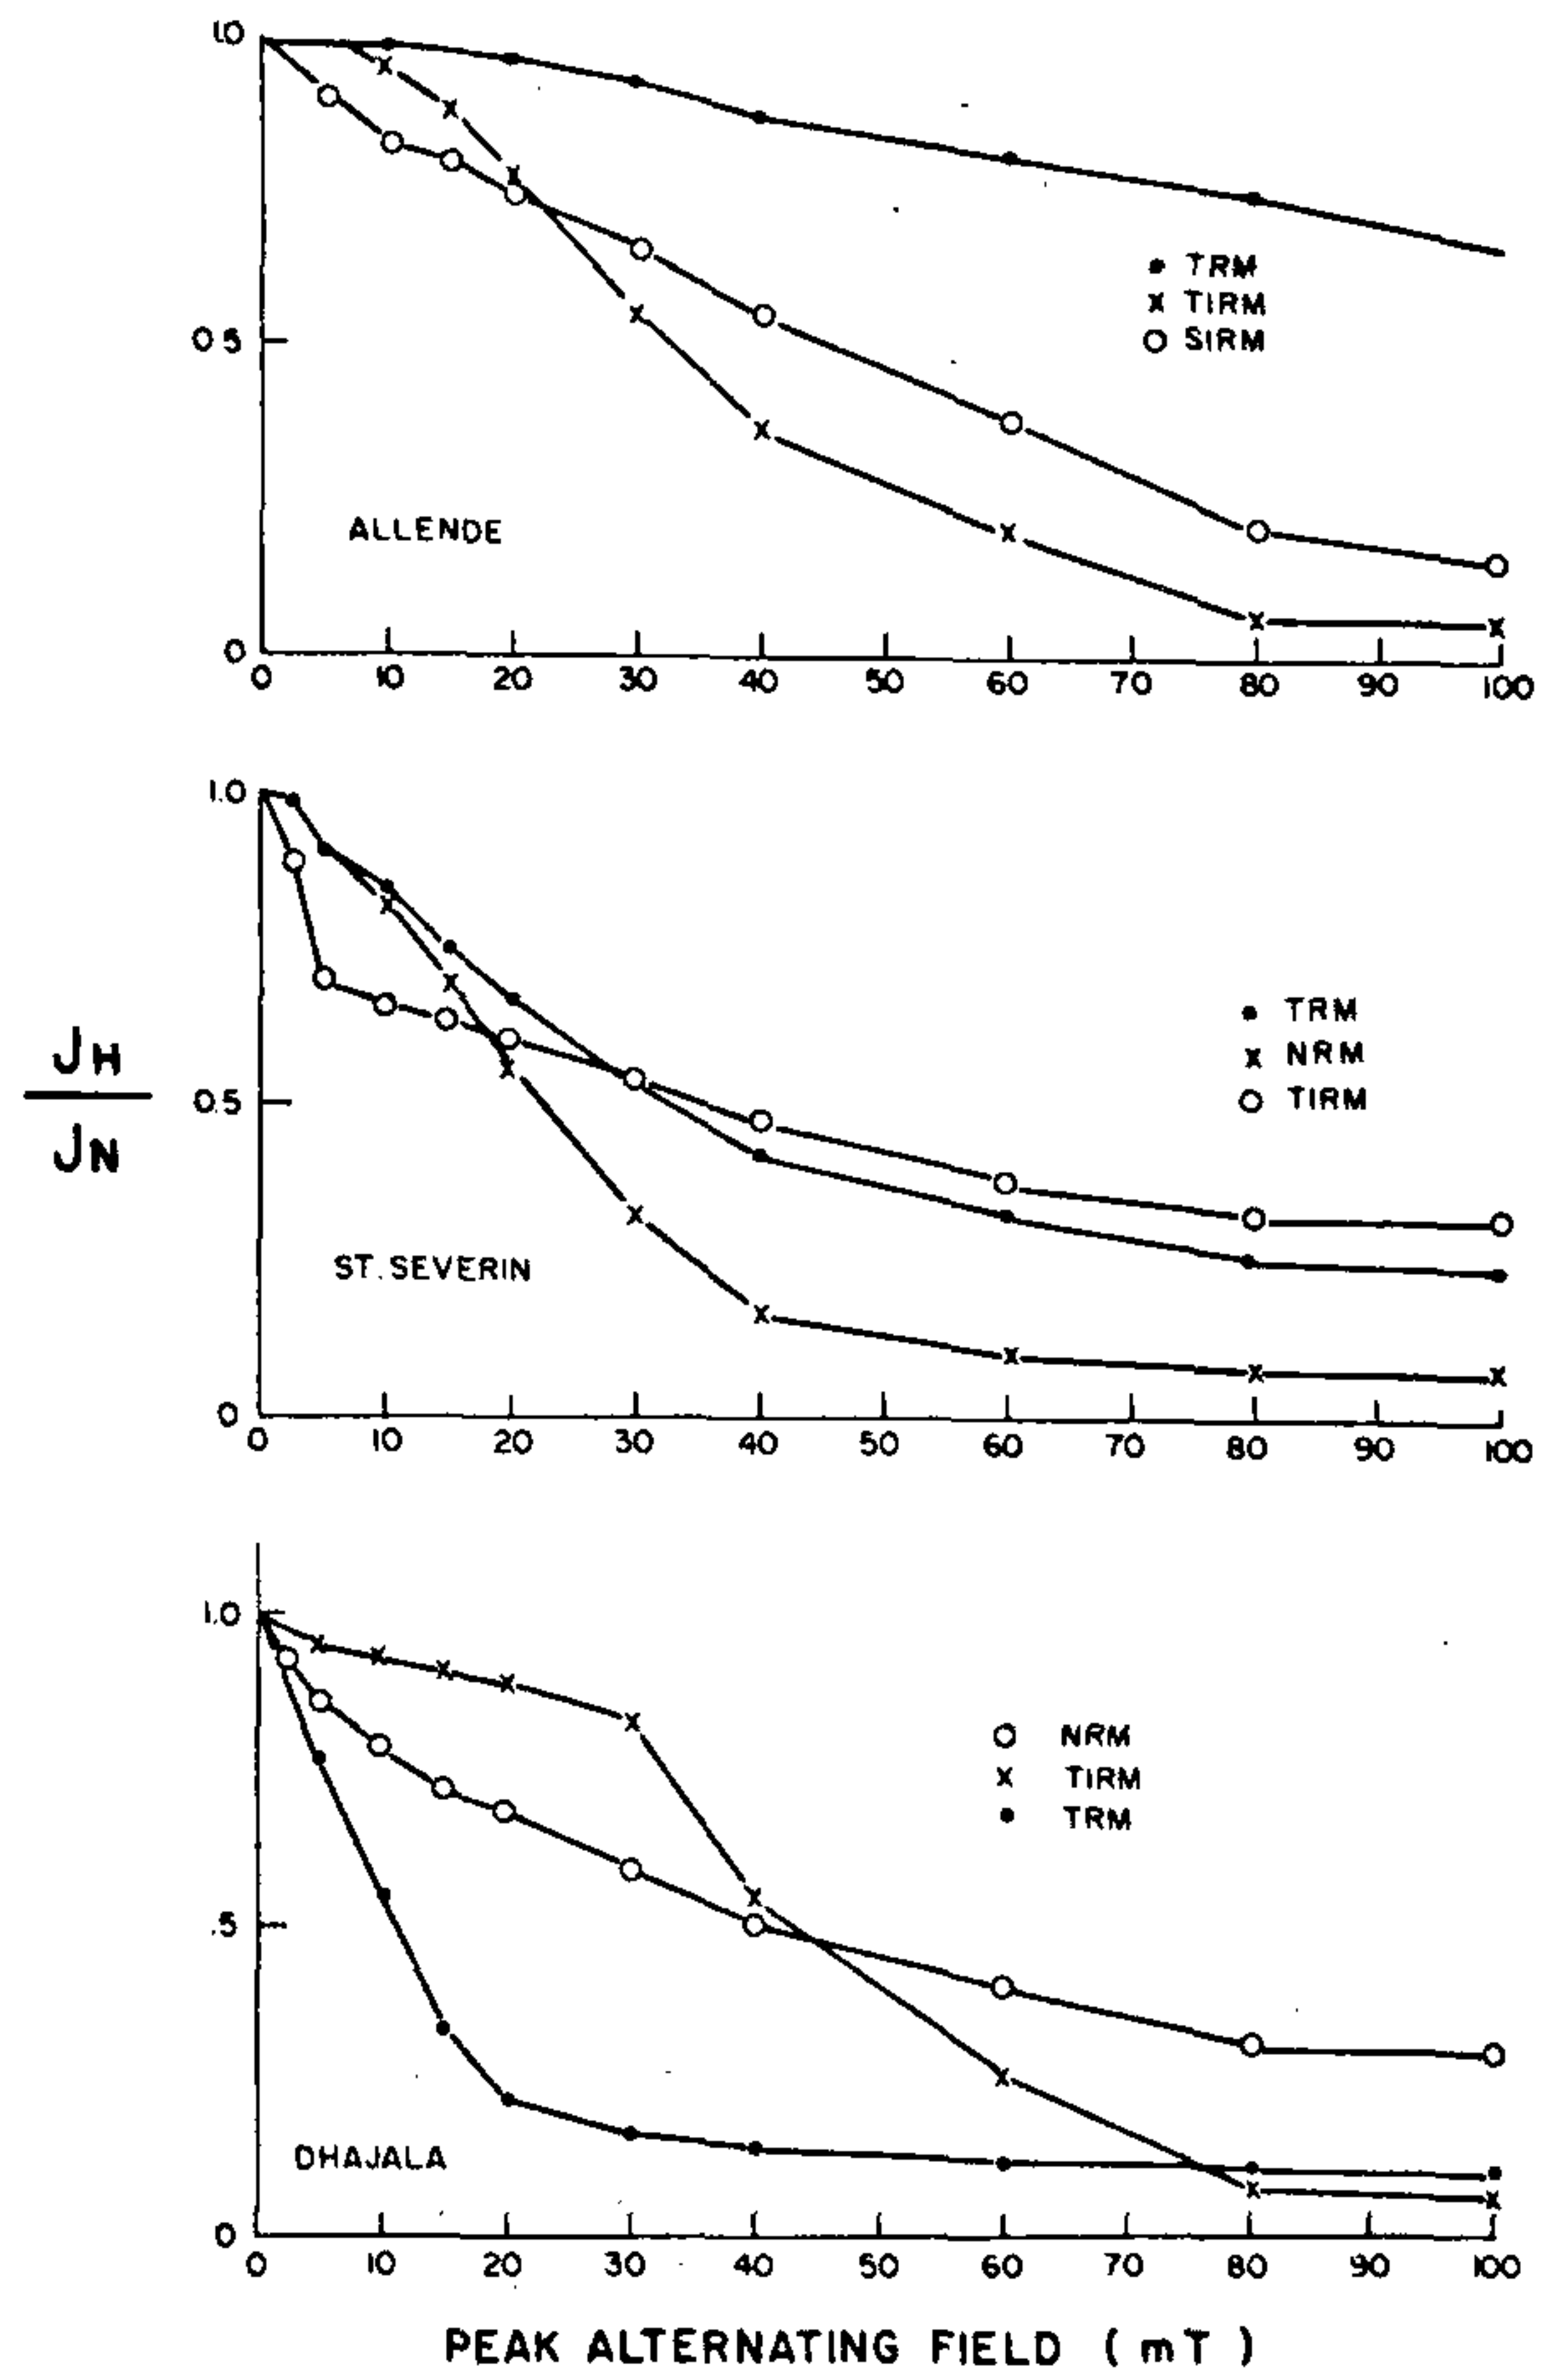 1.0
• TRM
x TIRM
O SIRM
0 5
ALLENDE
0
0 10 20 30 40 50 60 70 80 90 100
1.0
• TRM
x NRM
O TIRM
0.5
JH
JN
ST. SEVERIN
0
0 10 20 30 40 50 60 70 80 90 100
1.0
O NRM
x TIRM
• TRM
.5
DHAJALA
0
0 10 20 30 40 50 60 70 80 90 100
PEAK ALTERNATING FIELD ( mT )